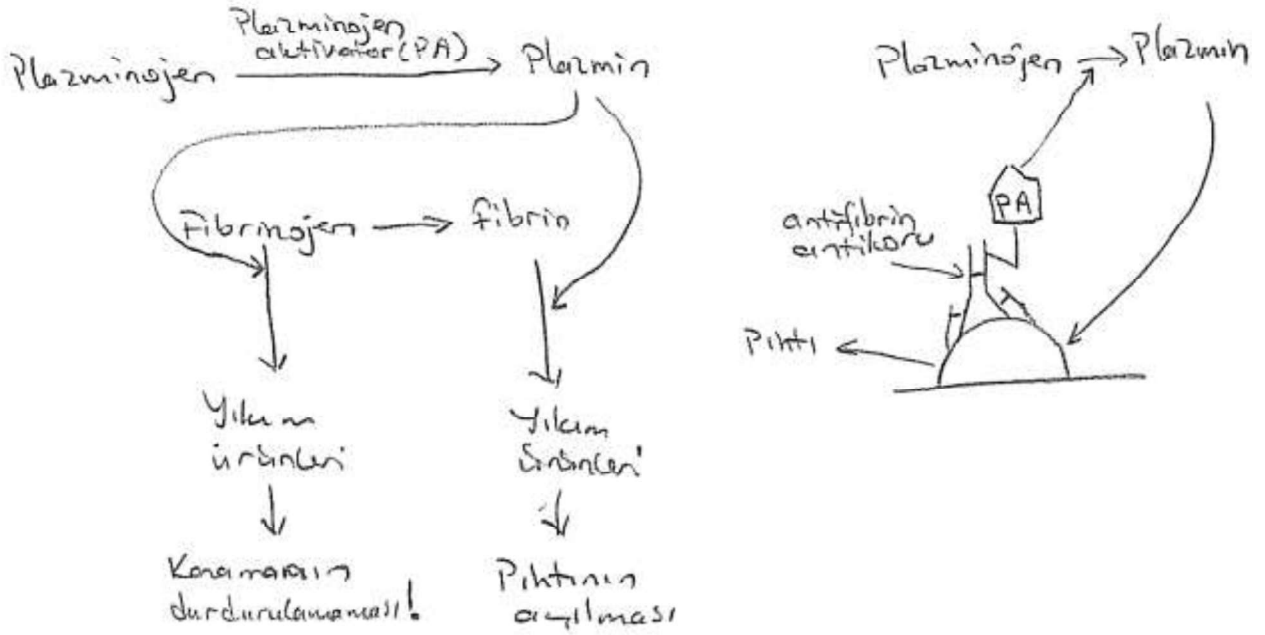 Plazminojen
Plazminojen
aktivatör (PA)
Plazmin
Fibrinojen
fibrin
Yıkım
ürünleri
Yıkım
ürünleri
Kanamanın
durdurulamaması!
Pıhtının
açılması
Plazminojen
Plazmin
PA
antifibrin
antikoru
Pıhtı